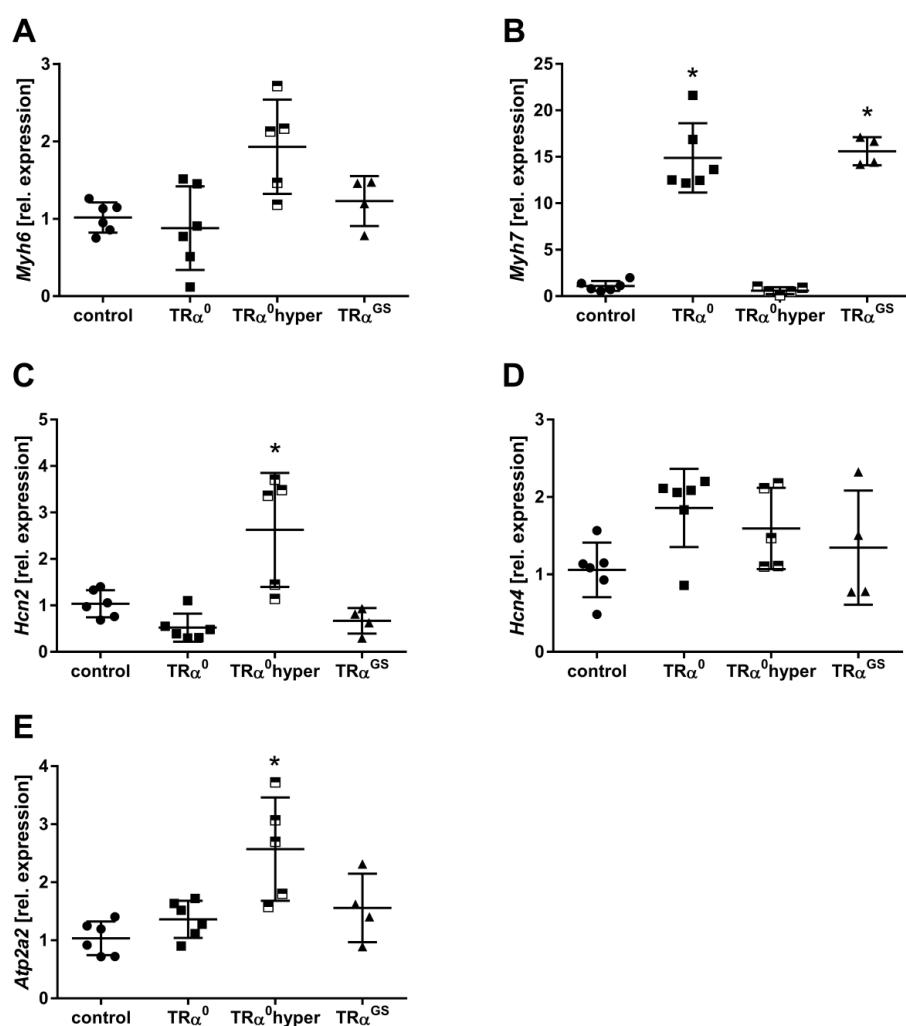 A
Myh6 [rel. expression]
3
2
1
0
control TRα⁰ TRα⁰hyper TRαᴳˢ
B
Myh7 [rel. expression]
25
20
15
10
5
0
* *
control TRα⁰ TRα⁰hyper TRαᴳˢ
C
Hcn2 [rel. expression]
5
4
3
2
1
0
*
control TRα⁰ TRα⁰hyper TRαᴳˢ
D
Hcn4 [rel. expression]
3
2
1
0
control TRα⁰ TRα⁰hyper TRαᴳˢ
E
Atp2a2 [rel. expression]
4
3
2
1
0
*
control TRα⁰ TRα⁰hyper TRαᴳˢ